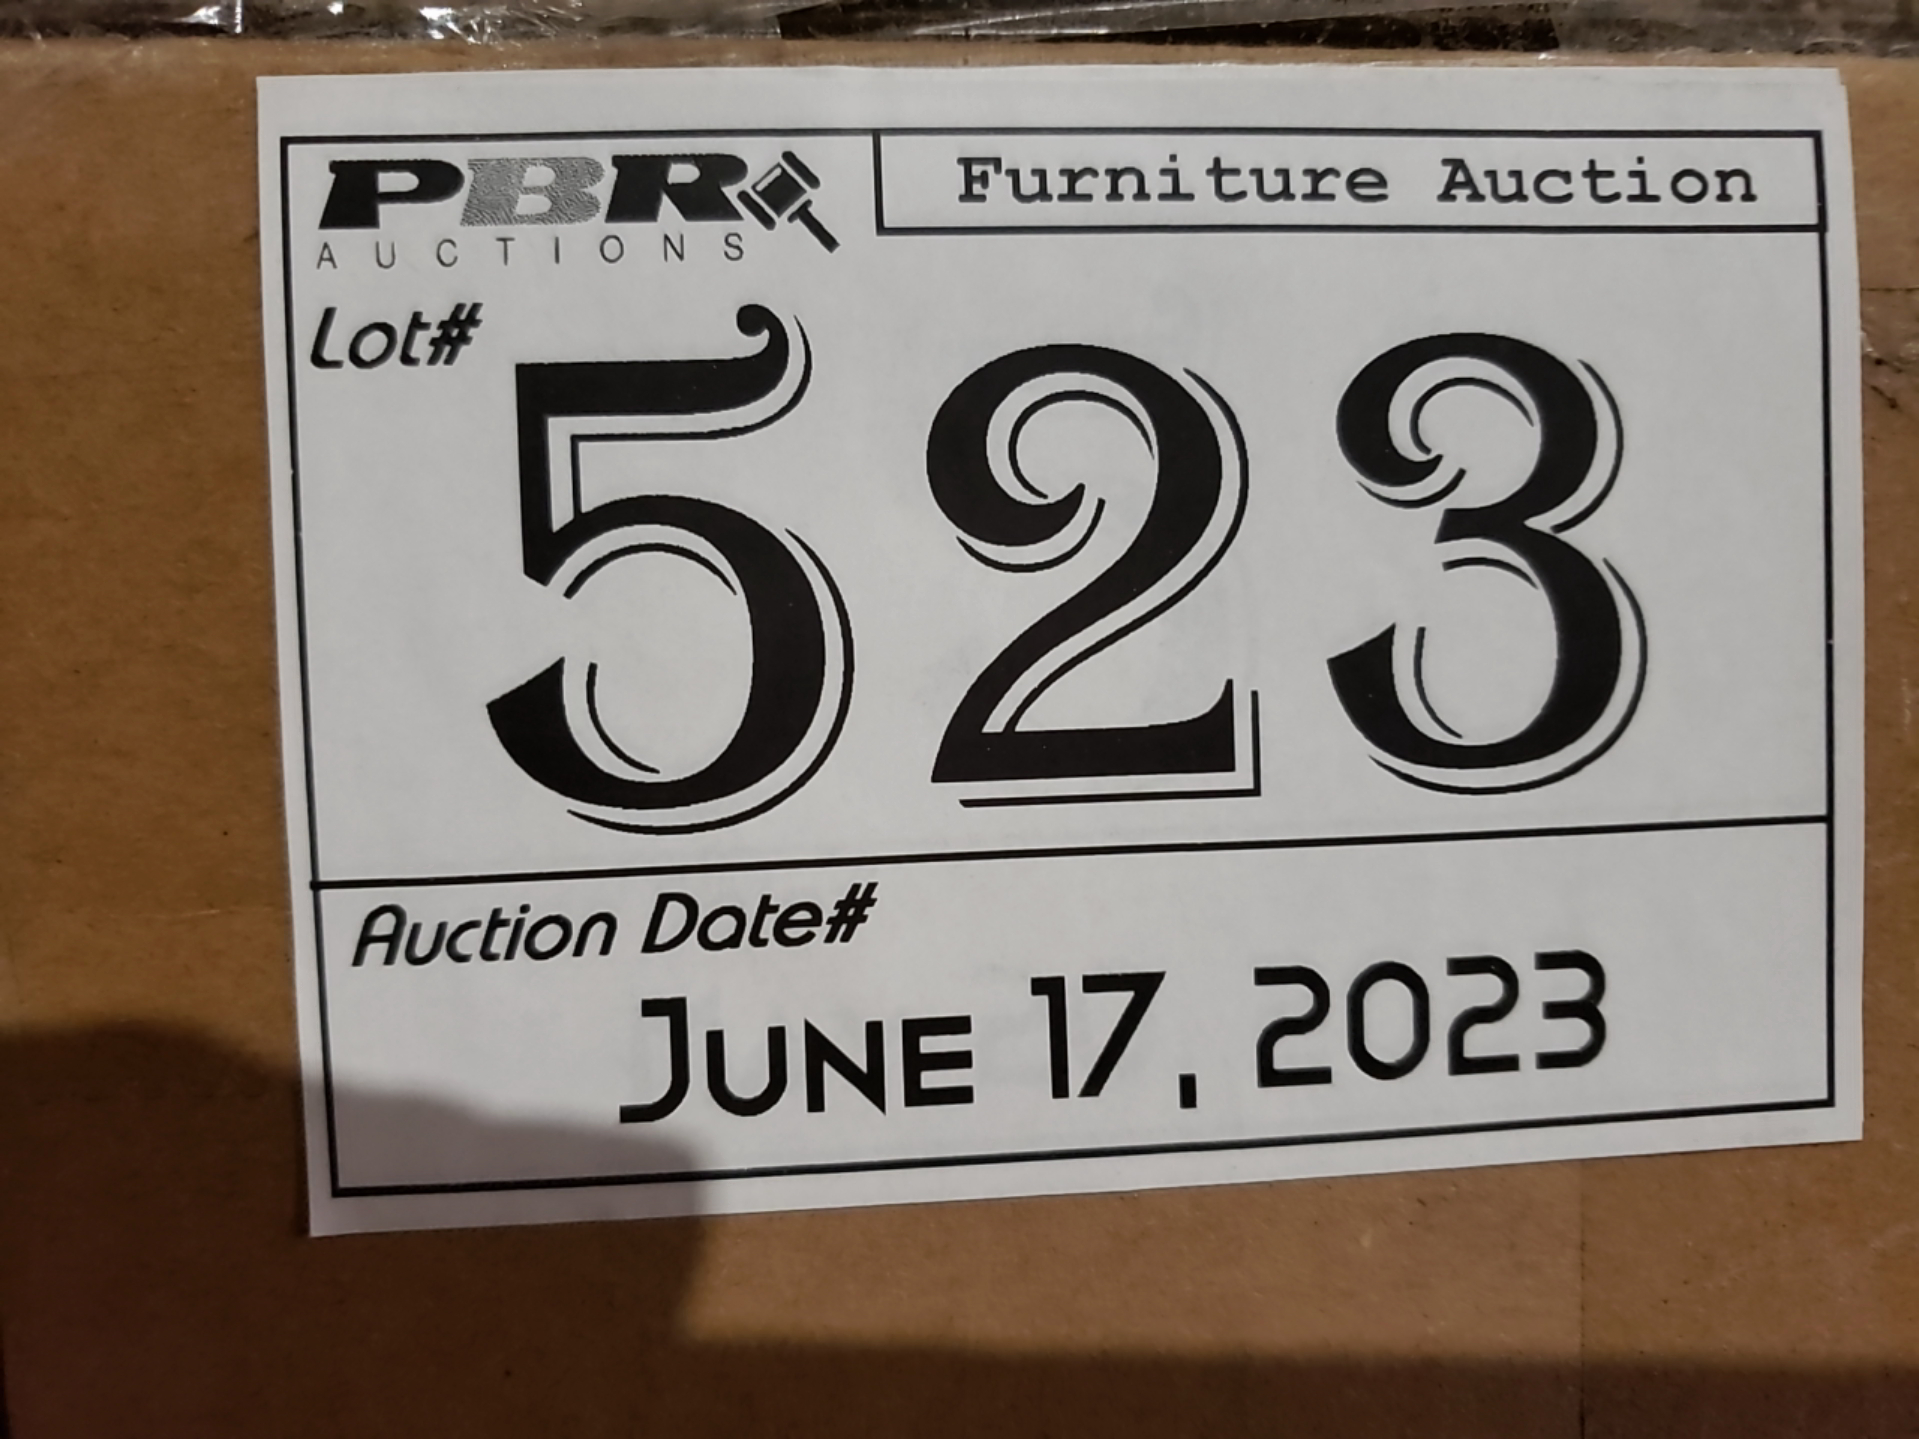 PBR
AUCTIONS
Furniture Auction
Lot#
523
Auction Date#
JUNE 17, 2023